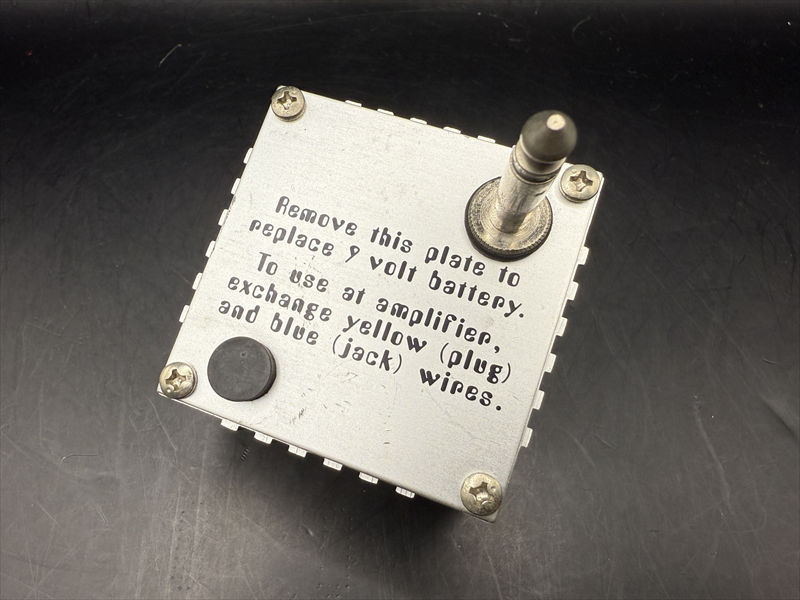 Remove this plate to
replace 9 volt battery.
To use at amplifier,
exchange yellow (plug)
and blue (jack) wires.